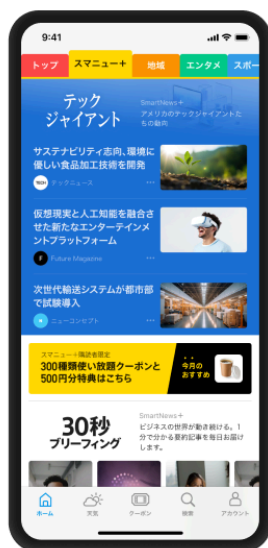 9:41
トップ
スマニュー+
地域
エンタメ
スポー
テック
ジャイアント
SmartNews+
アメリカのテックジャイアントた
ちの動向
サステナビリティ志向、環境に
優しい食品加工技術を開発
TECH テックニュース
仮想現実と人工知能を融合さ
せた新たなエンターテインメ
ントプラットフォーム
F Future Magazine
次世代輸送システムが都市部
で試験導入
ニューコンセプト
スマニュー+購読者限定
300種類使い放題クーポンと
500円分特典はこちら
今月の
おすすめ
30秒
ブリーフィング
SmartNews+
ビジネスの世界が動き続ける。1
分で分かる要約記事を毎日お届け
します。
ホーム
天気
クーポン
検索
アカウント